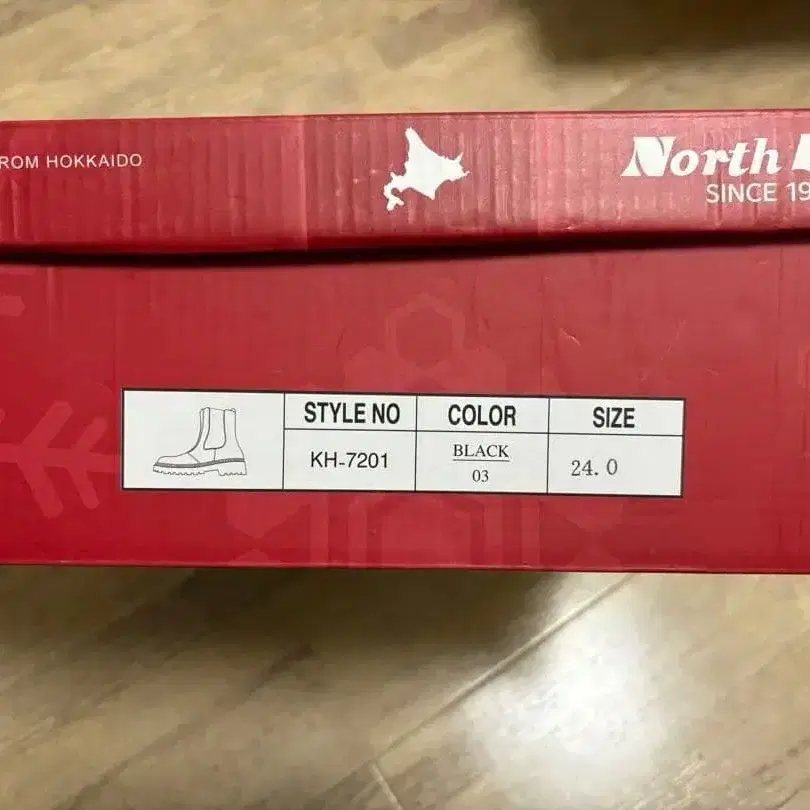 ROM HOKKAIDO
North
SINCE 19
STYLE NO COLOR SIZE
KH-7201 BLACK 24.0
03